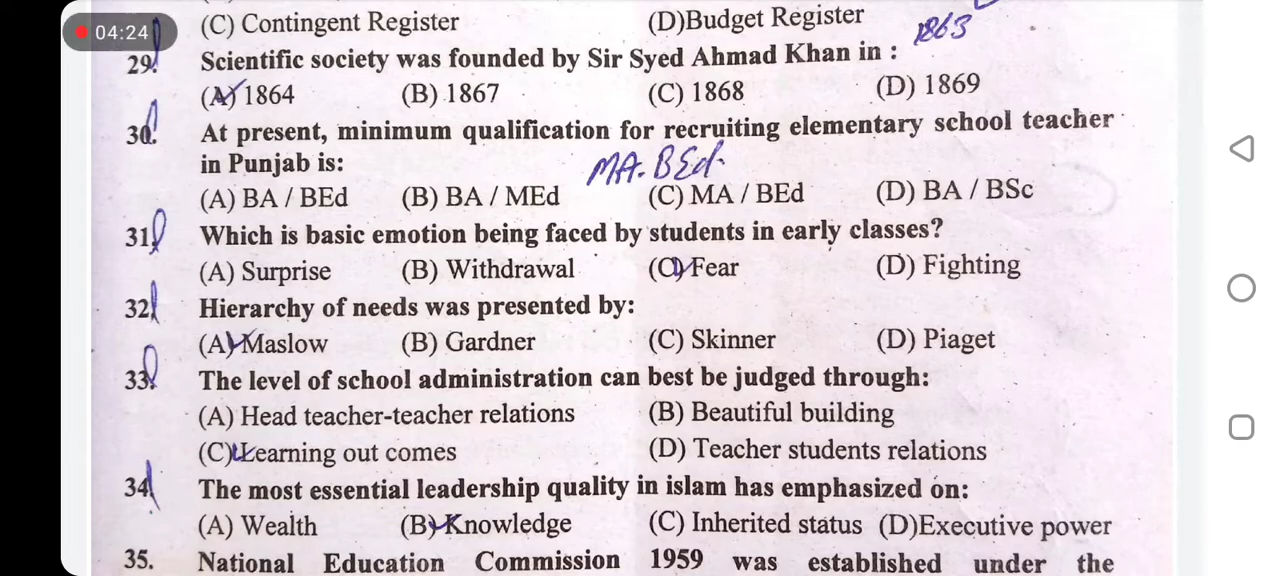 04:24
(C) Contingent Register (D)Budget Register
1863
29. Scientific society was founded by Sir Syed Ahmad Khan in :
(A) 1864 (B) 1867 (C) 1868 (D) 1869
30. At present, minimum qualification for recruiting elementary school teacher
in Punjab is:
MA. BEd.
(A) BA / BEd (B) BA / MEd (C) MA / BEd (D) BA / BSc
31. Which is basic emotion being faced by students in early classes?
(A) Surprise (B) Withdrawal (C) Fear (D) Fighting
32. Hierarchy of needs was presented by:
(A) Maslow (B) Gardner (C) Skinner (D) Piaget
33. The level of school administration can best be judged through:
(A) Head teacher-teacher relations (B) Beautiful building
(C) Learning out comes (D) Teacher students relations
34. The most essential leadership quality in islam has emphasized on:
(A) Wealth (B) Knowledge (C) Inherited status (D)Executive power
35. National Education Commission 1959 was established under the